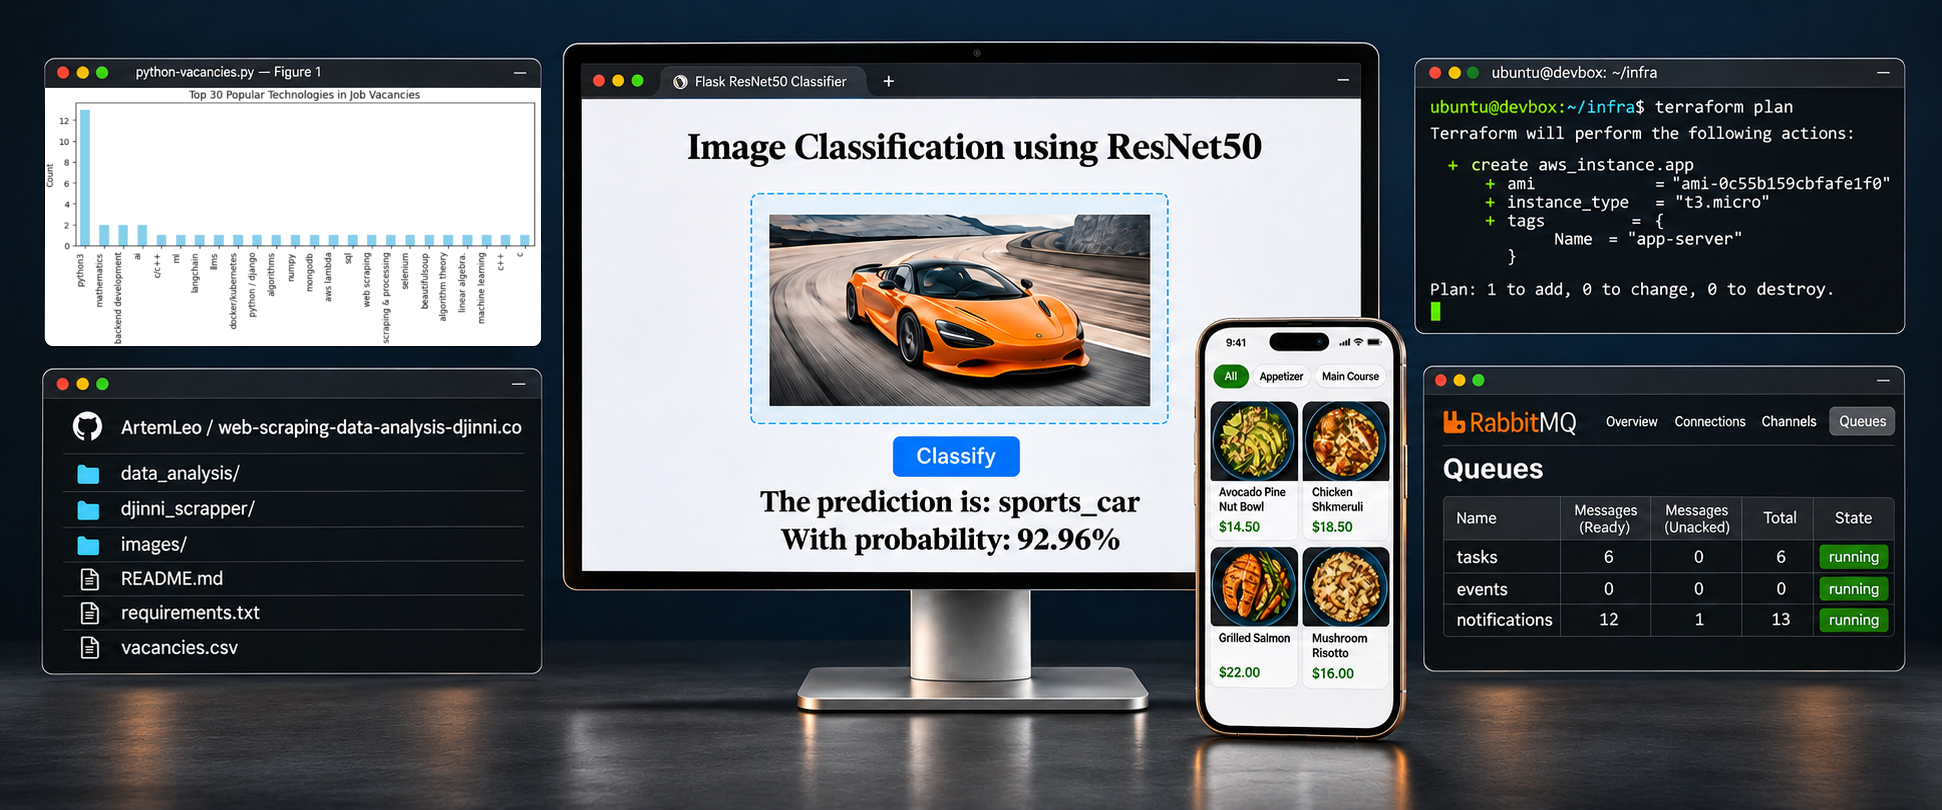 python-vacancies.py — Figure 1
Top 30 Popular Technologies in Job Vacancies
Count
12
10
8
6
4
2
0
python3
mathematics
backend development
ai
c/c++
ml
langchain
llms
docker/kubernetes
python / django
algorithms
numpy
mongodb
aws lambda
sql
web scraping
scraping & processing
selenium
beautifulsoup
algorithm theory
linear algebra.
machine learning
c++
c
ArtemLeo / web-scraping-data-analysis-djinni.co
data_analysis/
djinni_scrapper/
images/
README.md
requirements.txt
vacancies.csv
Flask ResNet50 Classifier
Image Classification using ResNet50
Classify
The prediction is: sports_car
With probability: 92.96%
9:41
All Appetizer Main Course
Avocado Pine
Nut Bowl
$14.50
Chicken
Shkmeruli
$18.50
Grilled Salmon
$22.00
Mushroom
Risotto
$16.00
ubuntu@devbox: ~/infra
ubuntu@devbox:~/infra$ terraform plan
Terraform will perform the following actions:
+ create aws_instance.app
+ ami = "ami-0c55b159cbfafe1f0"
+ instance_type = "t3.micro"
+ tags = {
Name = "app-server"
}
Plan: 1 to add, 0 to change, 0 to destroy.
RabbitMQ Overview Connections Channels Queues
Queues
Name Messages (Ready) Messages (Unacked) Total State
tasks 6 0 6 running
events 0 0 0 running
notifications 12 1 13 running